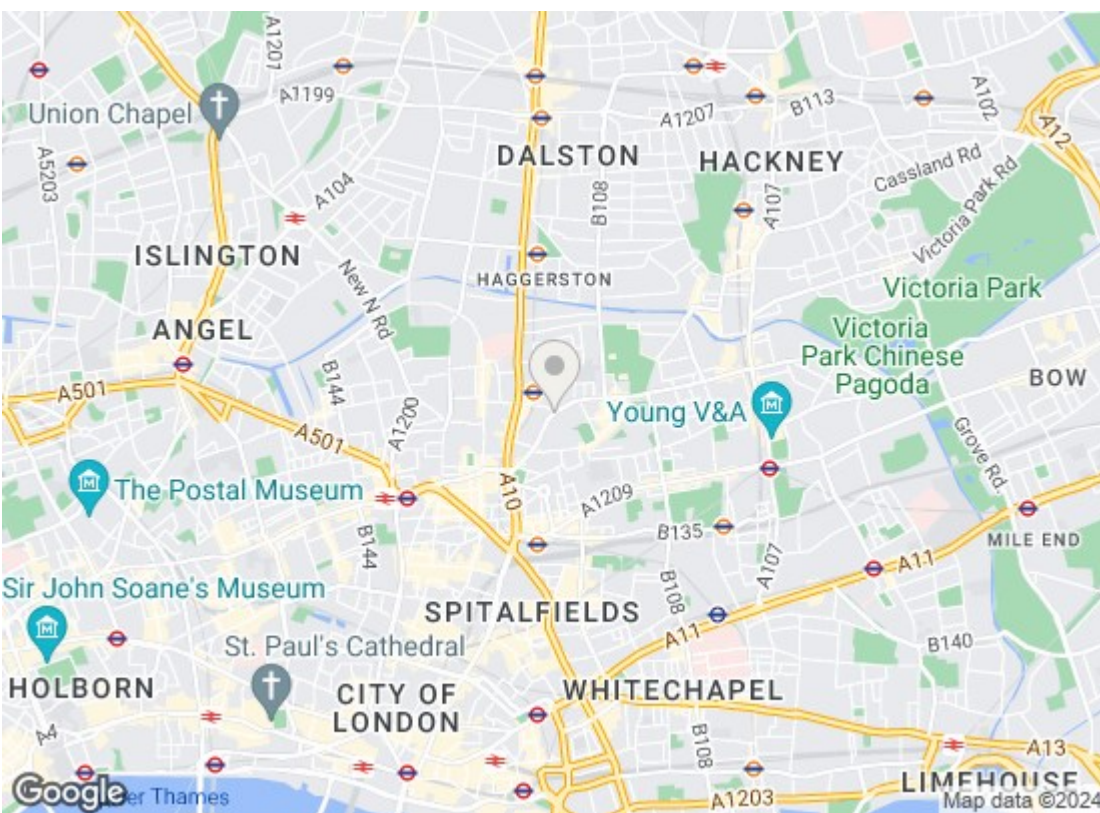 A1201
A1199
Union Chapel
A5203
A104
ISLINGTON
New N Rd
ANGEL
A501
B144
A1200
A501
DALSTON
HACKNEY
A1207
B113
A102
A12
B108
A107
Cassland Rd
Victoria Park Rd
HAGGERSTON
Victoria Park
Victoria
Park Chinese
Pagoda
BOW
Young V&A
Grove Rd.
The Postal Museum
A10
A1209
B135
B144
A107
A11
MILE END
Sir John Soane's Museum
SPITALFIELDS
B108
A11
B140
St. Paul's Cathedral
HOLBORN
CITY OF
LONDON
WHITECHAPEL
A4
B108
A13
LIMEHOUSE
Google
er Thames
A1203
Map data ©2024